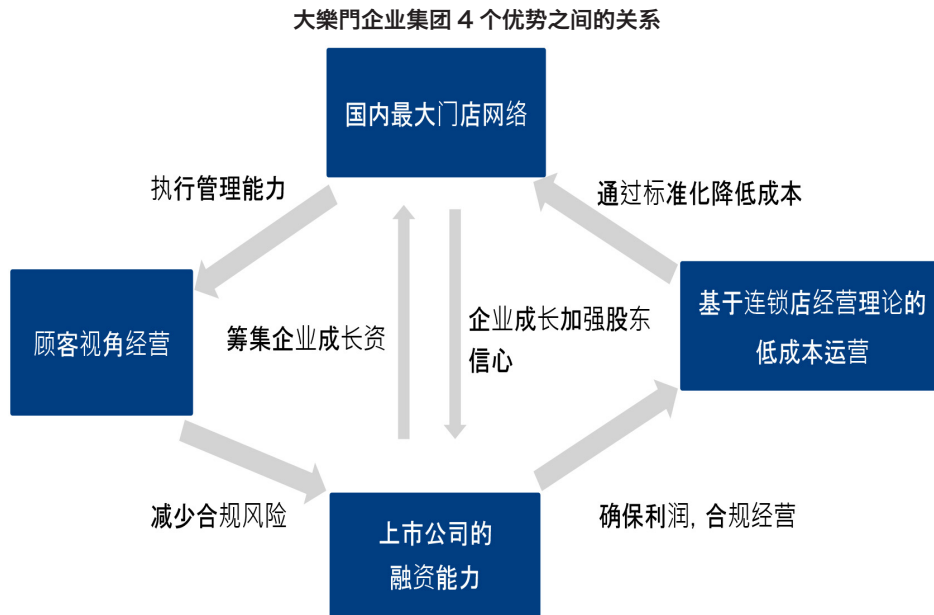 大樂門企业集团 4 个优势之间的关系
国内最大门店网络
执行管理能力
通过标准化降低成本
顾客视角经营
筹集企业成长资
企业成长加强股东
信心
基于连锁店经营理论的
低成本运营
减少合规风险
上市公司的
融资能力
确保利润, 合规经营